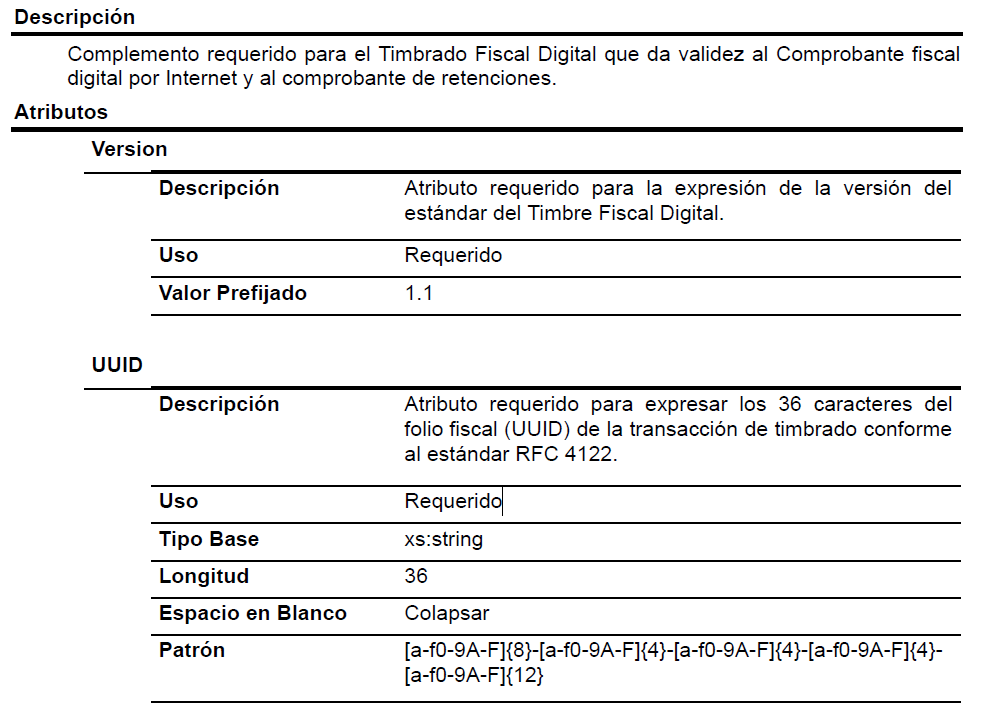 Descripción
Complemento requerido para el Timbrado Fiscal Digital que da validez al Comprobante fiscal
digital por Internet y al comprobante de retenciones.
Atributos
Version
Descripción Atributo requerido para la expresión de la versión del
estándar del Timbre Fiscal Digital.
Uso Requerido
Valor Prefijado 1.1
UUID
Descripción Atributo requerido para expresar los 36 caracteres del
folio fiscal (UUID) de la transacción de timbrado conforme
al estándar RFC 4122.
Uso Requerido
Tipo Base xs:string
Longitud 36
Espacio en Blanco Colapsar
Patrón [a-f0-9A-F]{8}-[a-f0-9A-F]{4}-[a-f0-9A-F]{4}-[a-f0-9A-F]{4}-
[a-f0-9A-F]{12}